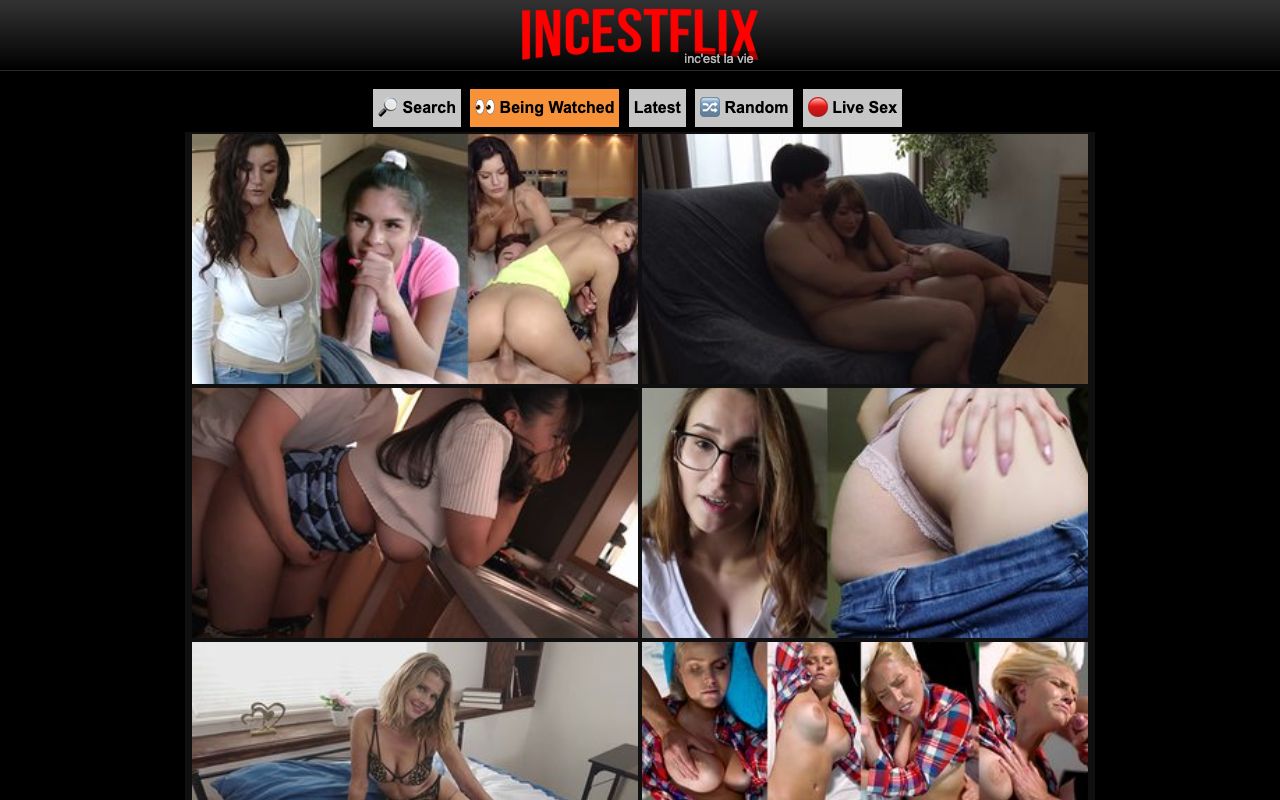 INCESTFLIX
inc'est la vie
Search
Being Watched
Latest
Random
Live Sex